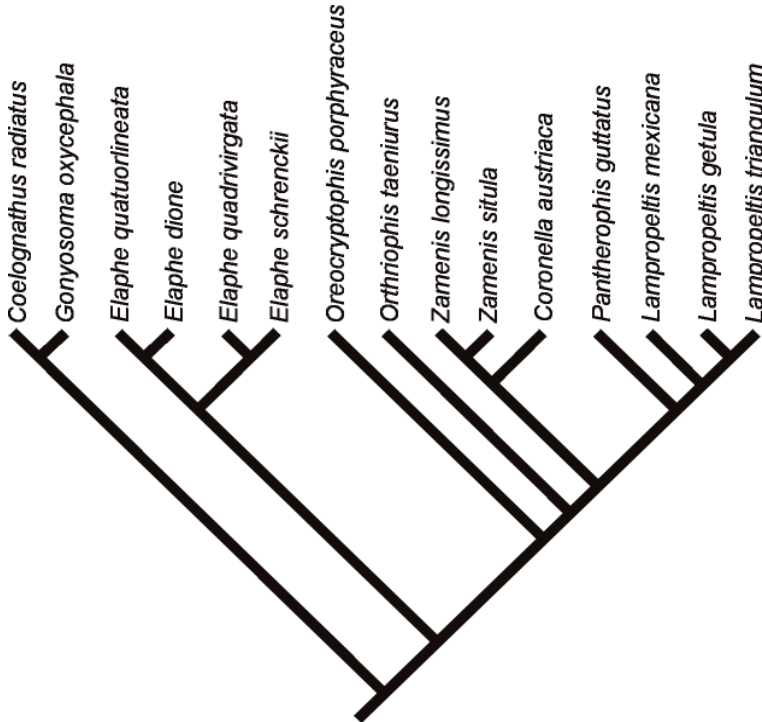 Coelognathus radiatus
Gonyosoma oxycephala
Elaphe quatuorlineata
Elaphe dione
Elaphe quadrivirgata
Elaphe schrenckii
Oreocryptophis porphyraceus
Orthriophis taeniurus
Zamenis longissimus
Zamenis situla
Coronella austriaca
Pantherophis guttatus
Lampropeltis mexicana
Lampropeltis getula
Lampropeltis triangulum